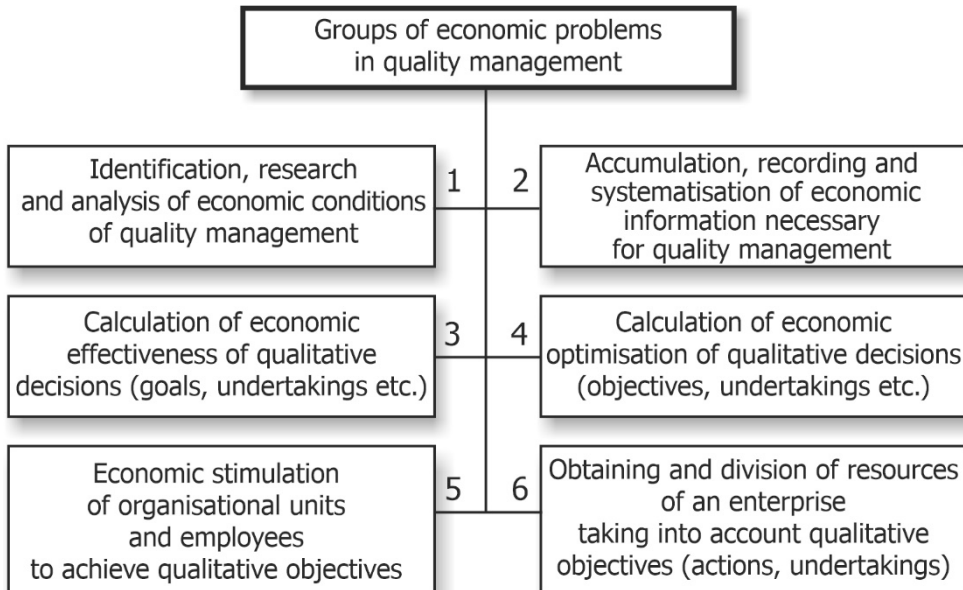 Groups of economic problems
in quality management
Identification, research
and analysis of economic conditions
of quality management
1
2
Accumulation, recording and
systematisation of economic
information necessary
for quality management
Calculation of economic
effectiveness of qualitative
decisions (goals, undertakings etc.)
3
4
Calculation of economic
optimisation of qualitative decisions
(objectives, undertakings etc.)
Economic stimulation
of organisational units
and employees
to achieve qualitative objectives
5
6
Obtaining and division of resources
of an enterprise
taking into account qualitative
objectives (actions, undertakings)